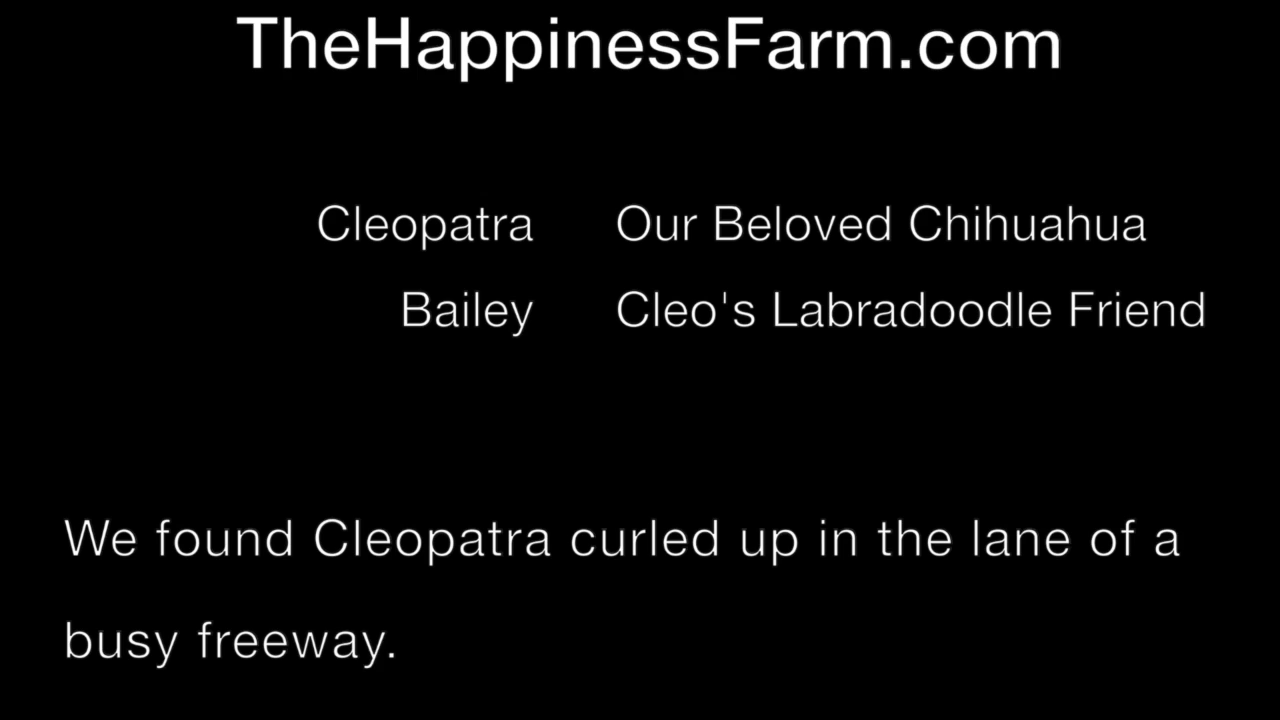 TheHappinessFarm.com
Cleopatra Our Beloved Chihuahua
Bailey Cleo's Labradoodle Friend
We found Cleopatra curled up in the lane of a
busy freeway.